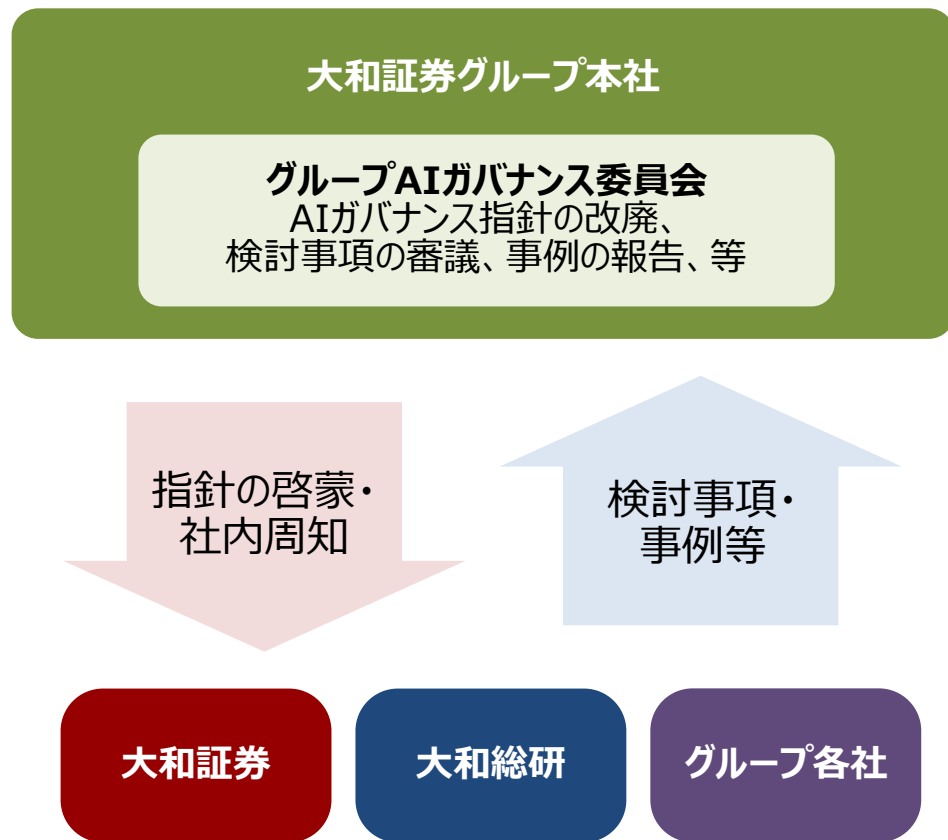 大和証券グループ本社
グループAIガバナンス委員会
AIガバナンス指針の改廃、
検討事項の審議、事例の報告、等
指針の啓蒙・
社内周知
検討事項・
事例等
大和証券
大和総研
グループ各社